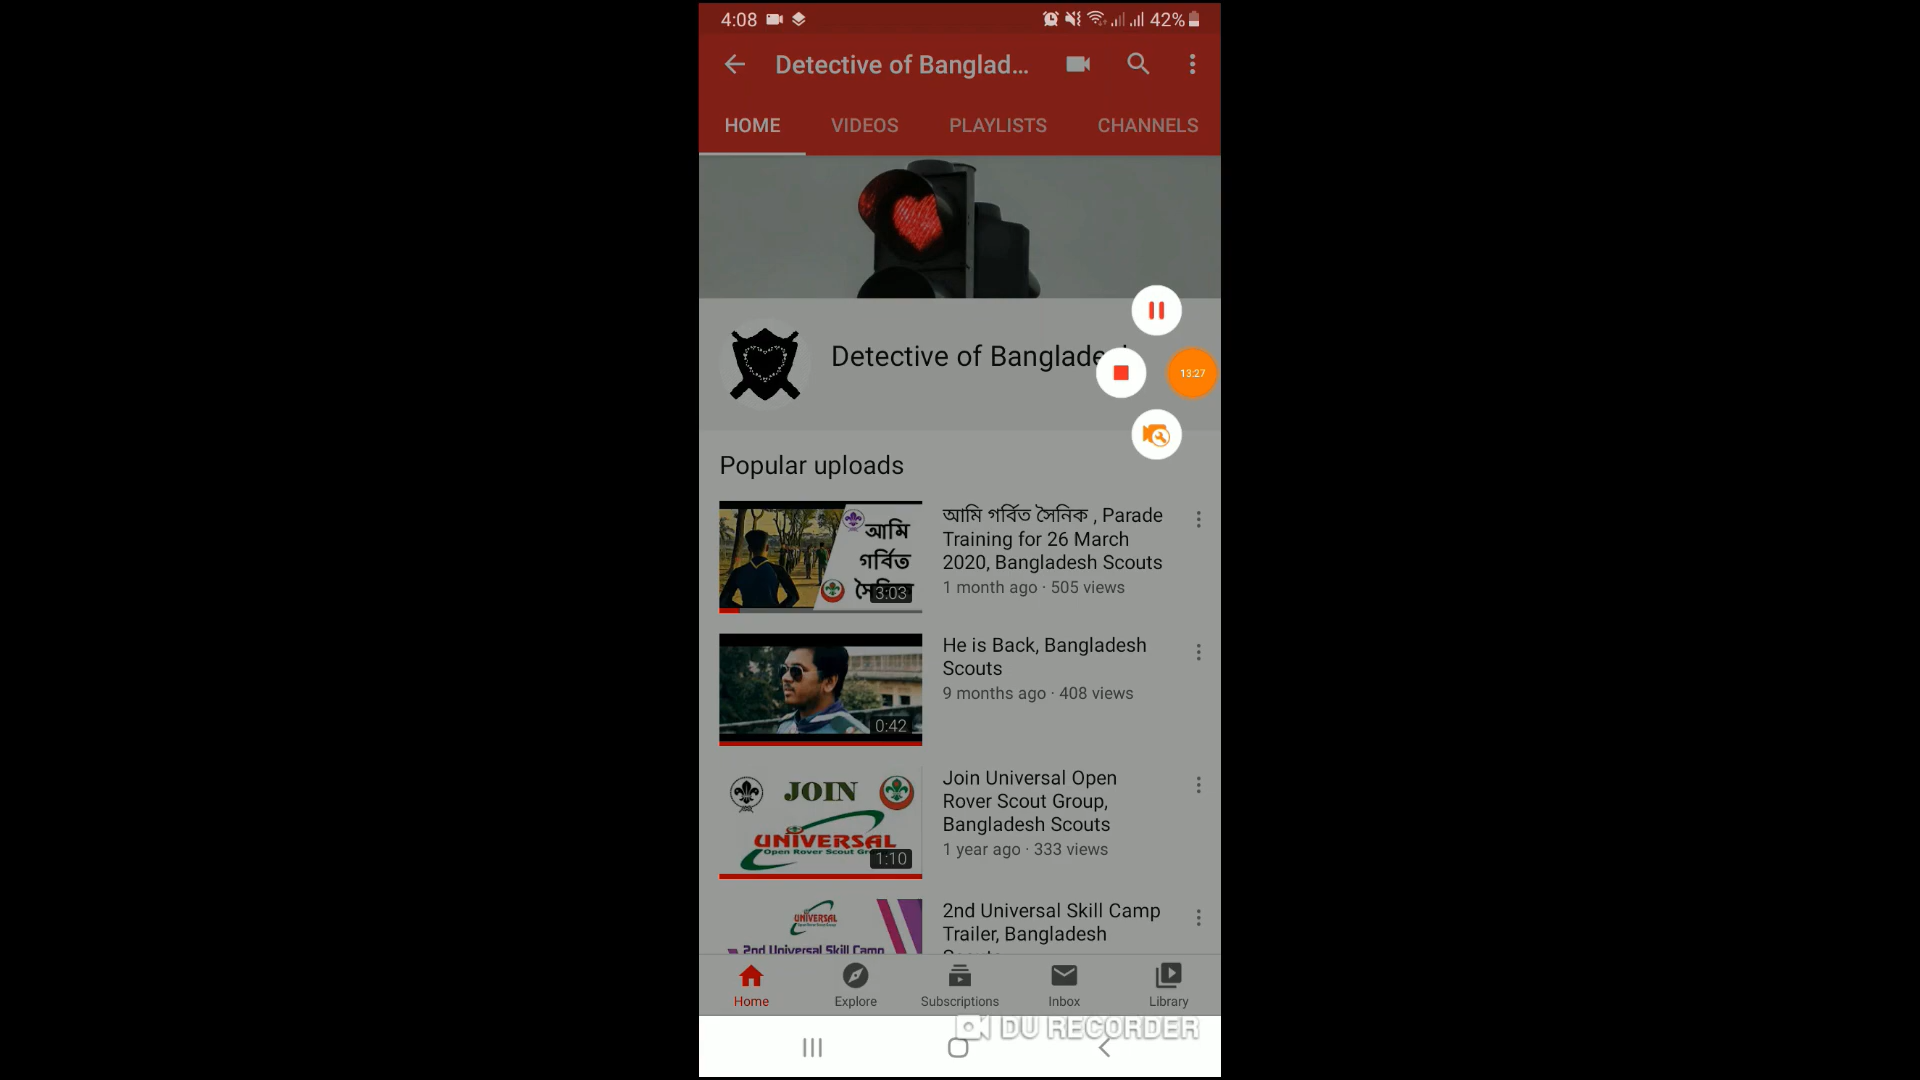 4:08
42%
Detective of Banglad...
HOME VIDEOS PLAYLISTS CHANNELS
Detective of Banglade
13:27
Popular uploads
আমি গর্বিত সৈনিক , Parade
Training for 26 March
2020, Bangladesh Scouts
1 month ago · 505 views
আমি
গর্বিত
সৈনিক
3:03
He is Back, Bangladesh
Scouts
9 months ago · 408 views
0:42
JOIN
UNIVERSAL
Open Rover Scout
1:10
Join Universal Open
Rover Scout Group,
Bangladesh Scouts
1 year ago · 333 views
UNIVERSAL
2nd Universal Skill Camp
2nd Universal Skill Camp
Trailer, Bangladesh
Home Explore Subscriptions Inbox Library
DU RECORDER